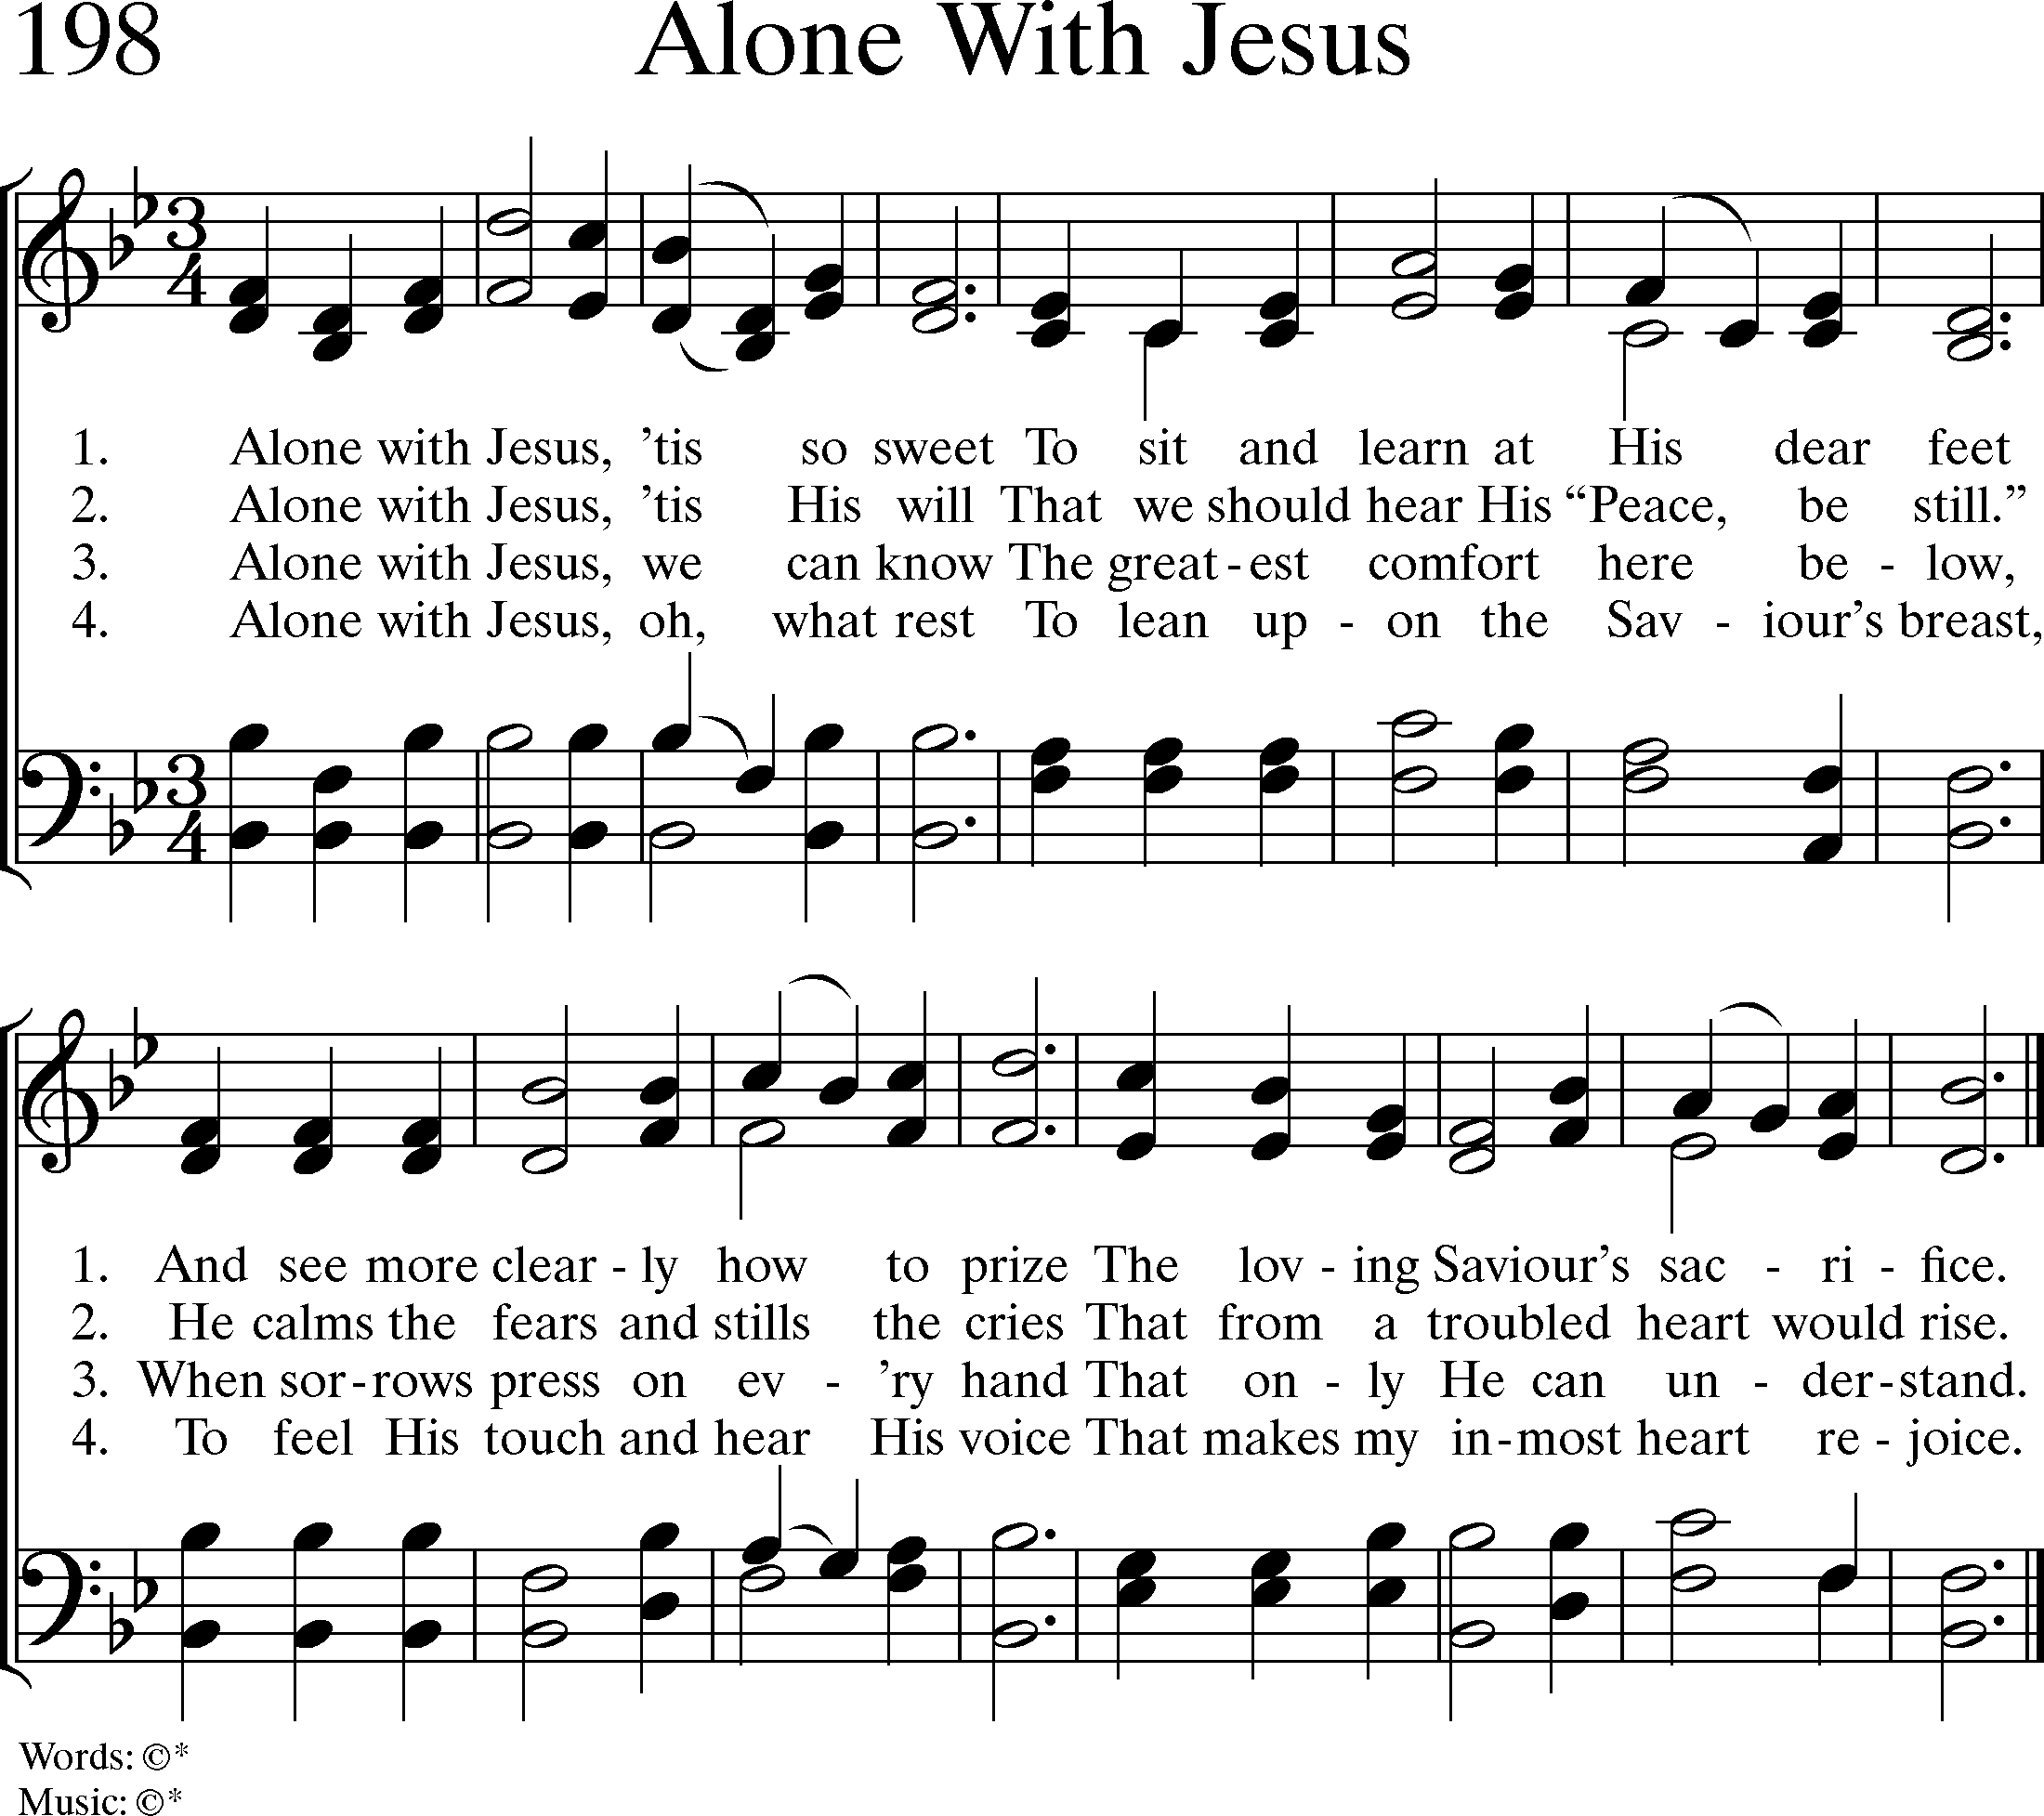 198 Alone With Jesus
3
4
1. Alone with Jesus, ’tis so sweet To sit and learn at His dear feet
2. Alone with Jesus, ’tis His will That we should hear His “Peace, be still.”
3. Alone with Jesus, we can know The great - est comfort here be - low,
4. Alone with Jesus, oh, what rest To lean up - on the Sav - iour’s breast,
3
4
1. And see more clear - ly how to prize The lov - ing Saviour’s sac - ri - fice.
2. He calms the fears and stills the cries That from a troubled heart would rise.
3. When sor - rows press on ev - ’ry hand That on - ly He can un - der - stand.
4. To feel His touch and hear His voice That makes my in - most heart re - joice.
Words: ©*
Music: ©*